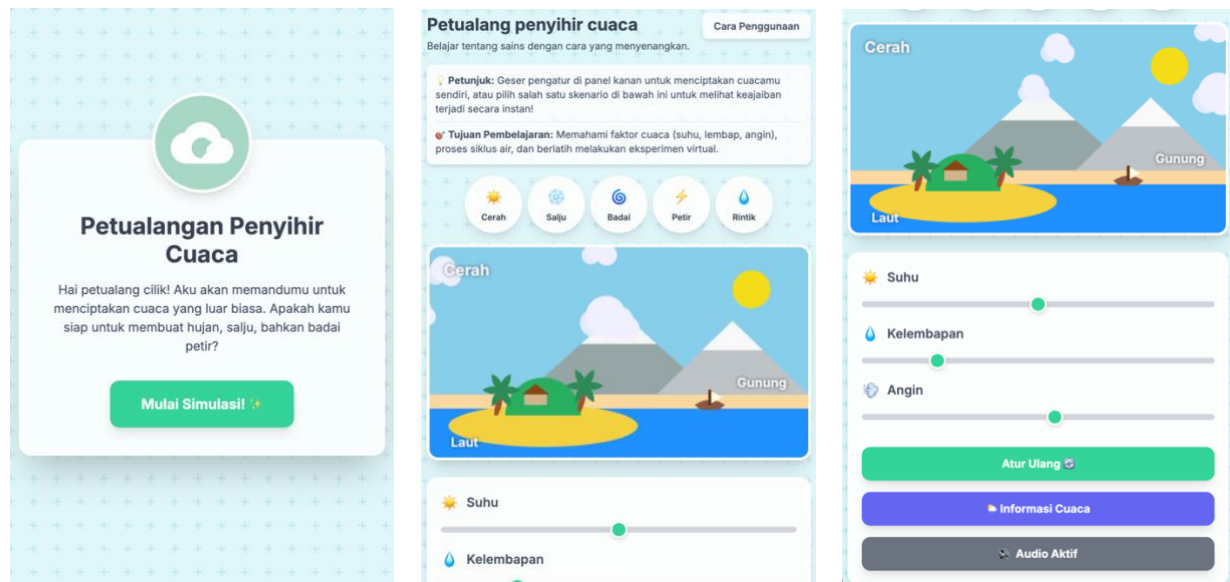 Petualangan Penyihir
Cuaca
Hai petualang cilik! Aku akan memandumu untuk
menciptakan cuaca yang luar biasa. Apakah kamu
siap untuk membuat hujan, salju, bahkan badai
petir?
Mulai Simulasi! ✨
Petualang penyihir cuaca
Cara Penggunaan
Belajar tentang sains dengan cara yang menyenangkan.
💡 Petunjuk: Geser pengatur di panel kanan untuk menciptakan cuacamu
sendiri, atau pilih salah satu skenario di bawah ini untuk melihat keajaiban
terjadi secara instan!
🎯 Tujuan Pembelajaran: Memahami faktor cuaca (suhu, lembap, angin),
proses siklus air, dan berlatih melakukan eksperimen virtual.
Cerah
Salju
Badai
Petir
Rintik
Cerah
Gunung
Laut
Suhu
Kelembapan
Cerah
Gunung
Laut
Suhu
Kelembapan
Angin
Atur Ulang
Informasi Cuaca
Audio Aktif